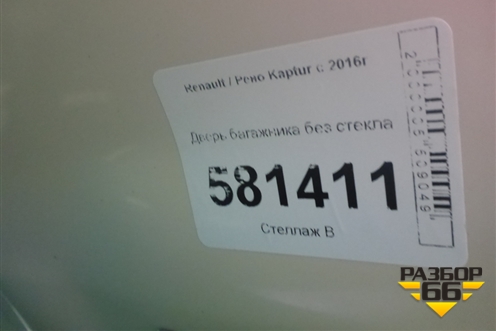 Renault / Рено Kaptur с 2016г
Дверь багажника без стекла
581411
Стеллаж В
РАЗБОР
66